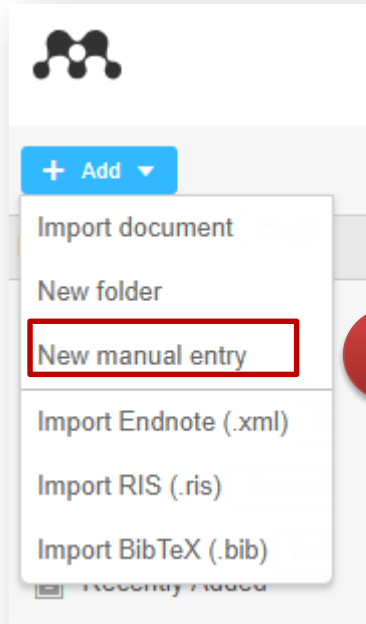 + Add
Import document
New folder
New manual entry
Import Endnote (.xml)
Import RIS (.ris)
Import BibTeX (.bib)
Recently Added